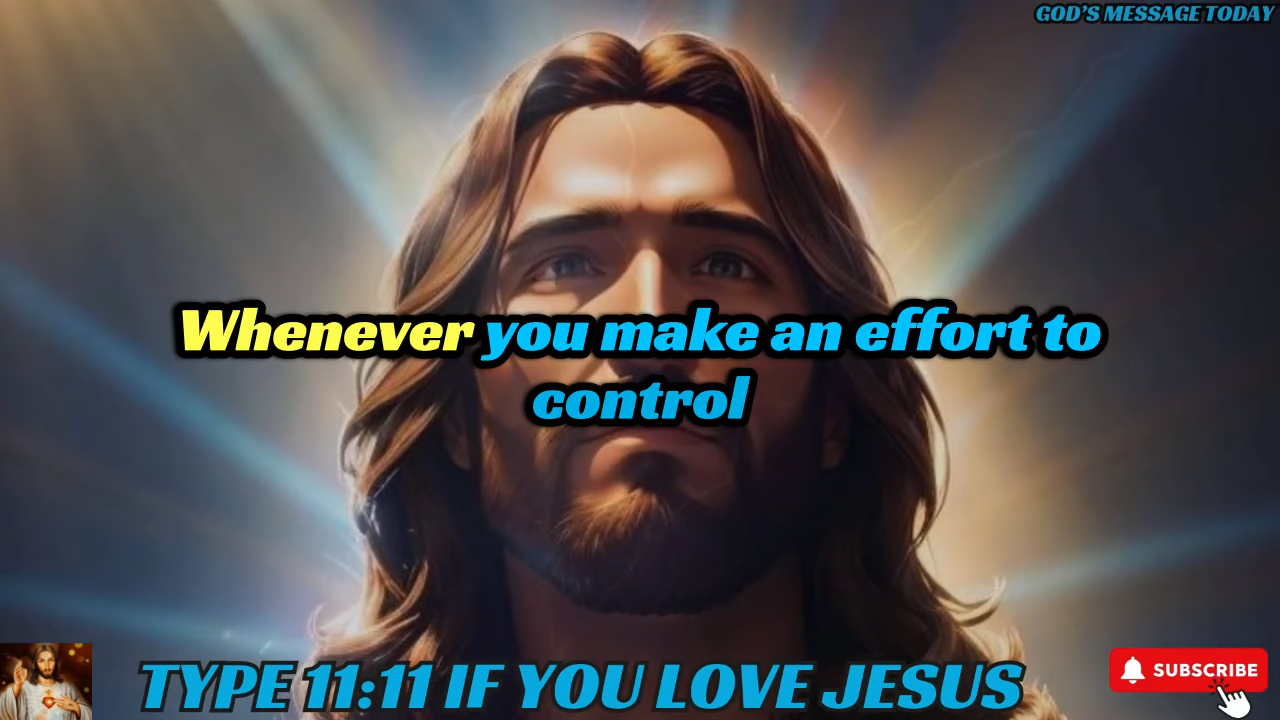 GOD'S MESSAGE TODAY
Whenever you make an effort to
control
TYPE 11:11 IF YOU LOVE JESUS
SUBSCRIBE